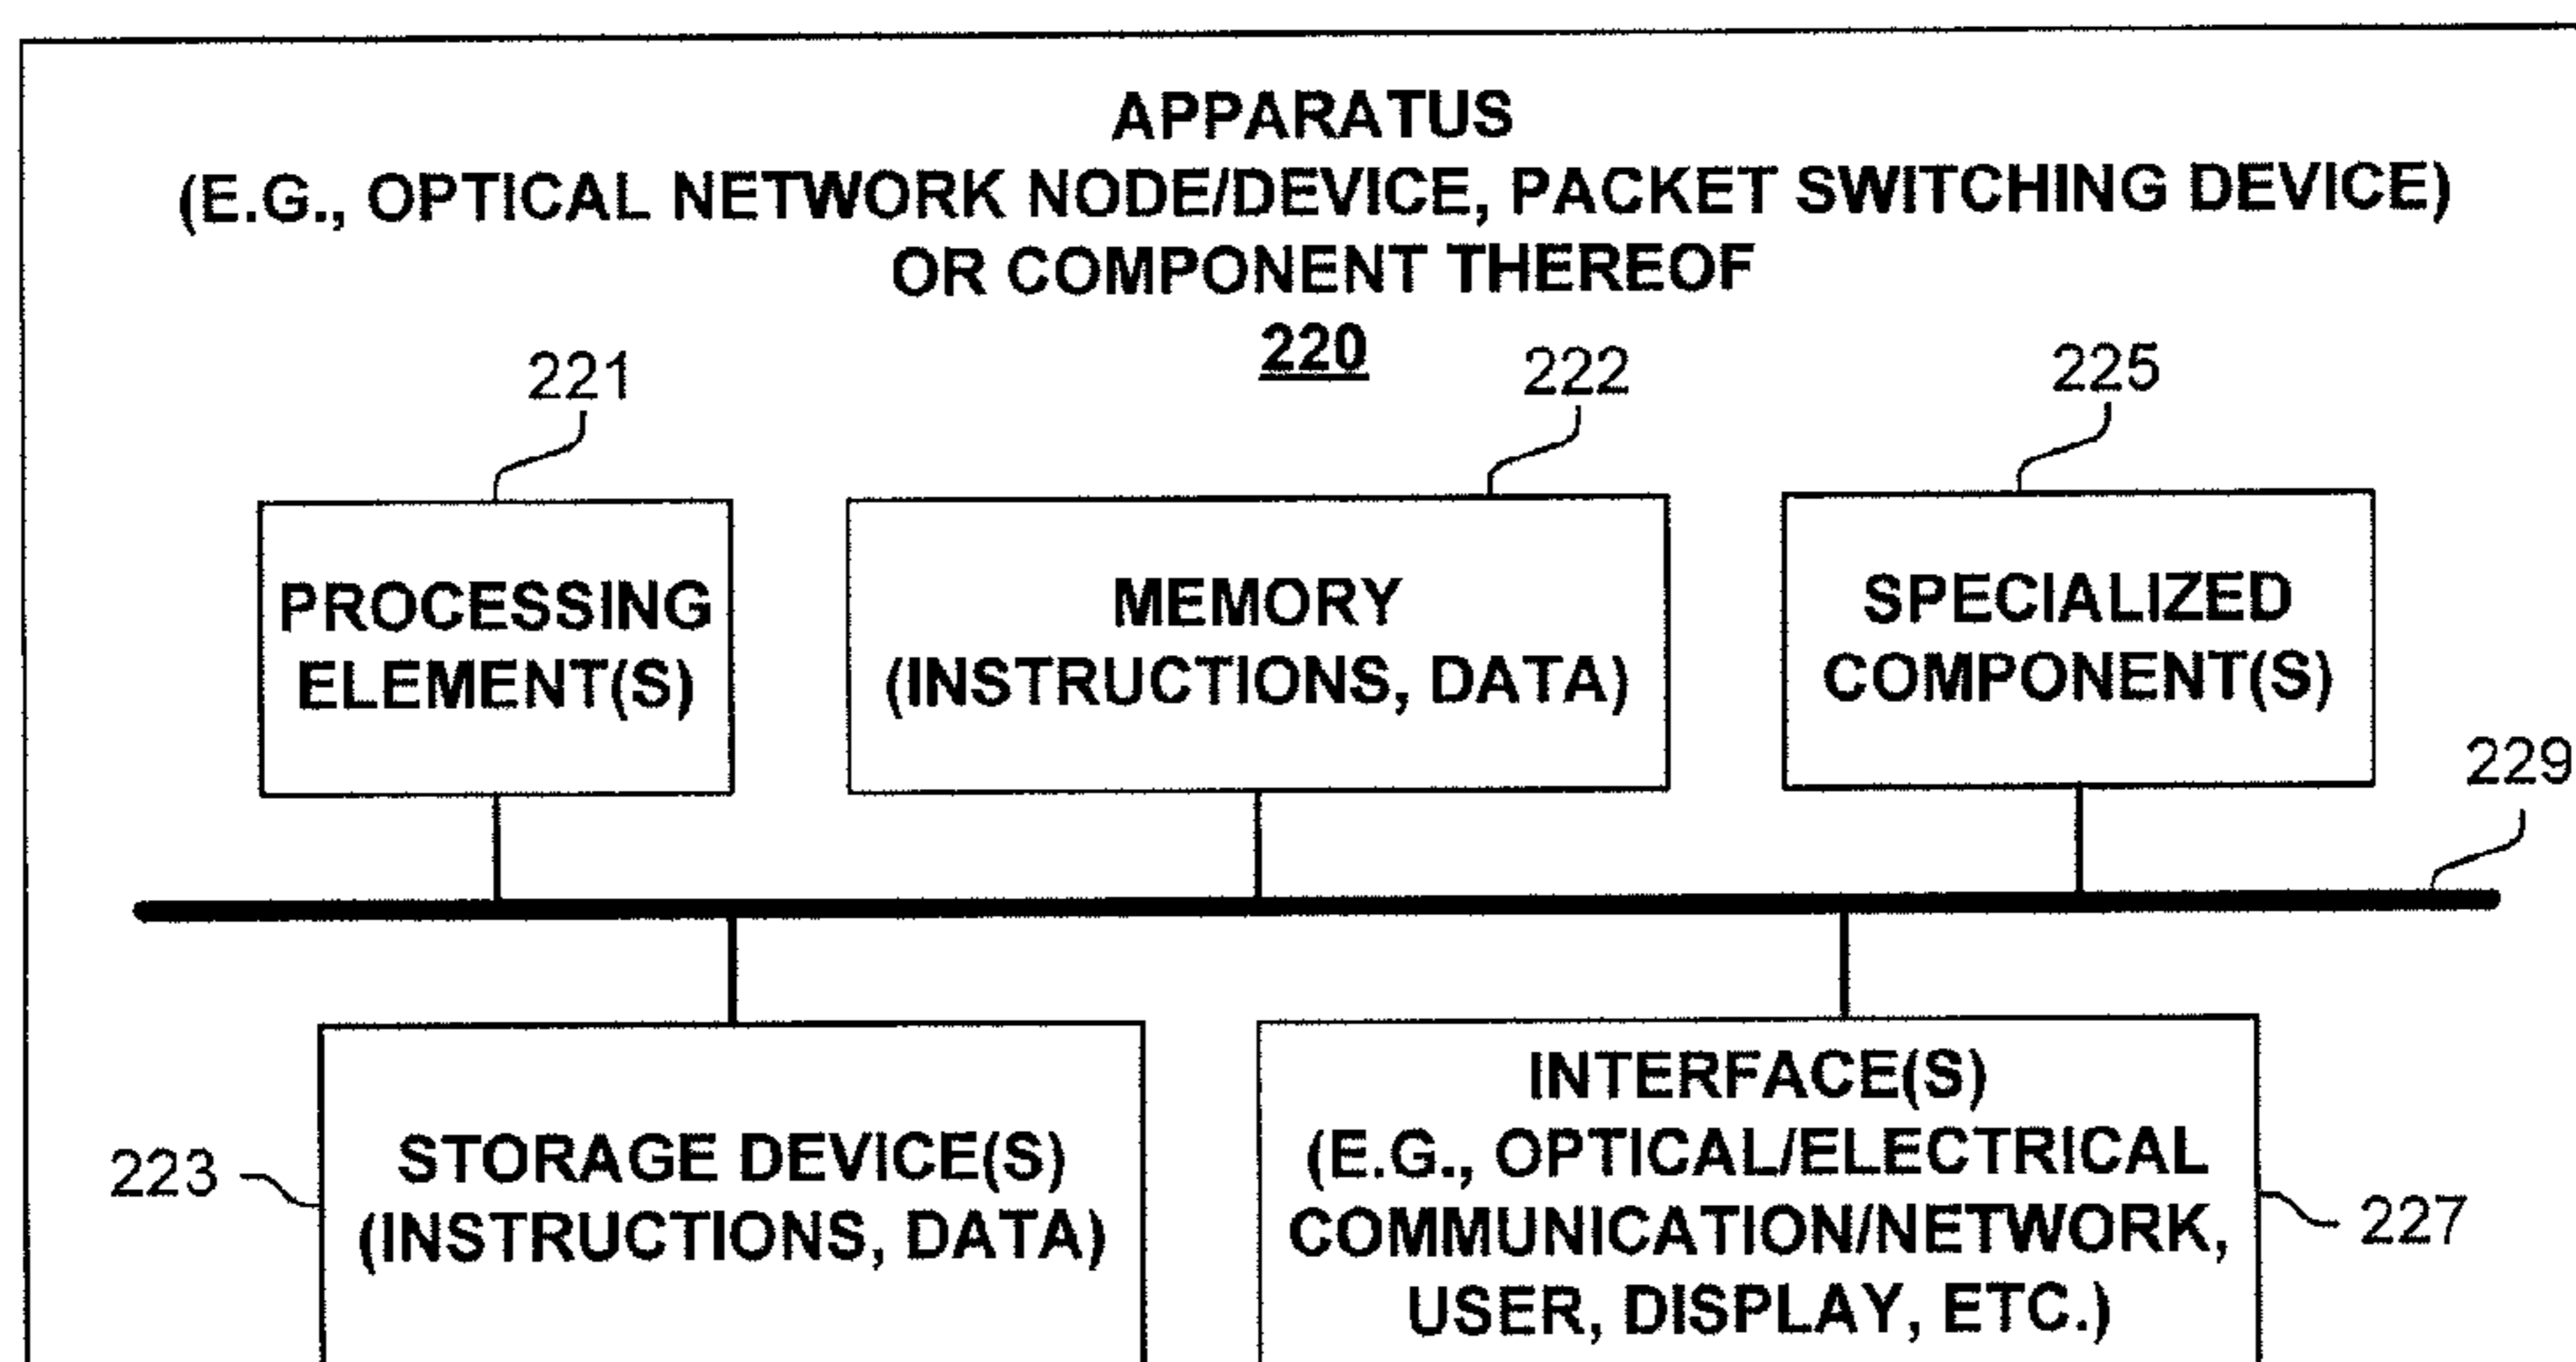 APPARATUS
(E.G., OPTICAL NETWORK NODE/DEVICE, PACKET SWITCHING DEVICE)
OR COMPONENT THEREOF
220
221
222
225
PROCESSING
ELEMENT(S)
MEMORY
(INSTRUCTIONS, DATA)
SPECIALIZED
COMPONENT(S)
229
223
STORAGE DEVICE(S)
(INSTRUCTIONS, DATA)
INTERFACE(S)
(E.G., OPTICAL/ELECTRICAL
COMMUNICATION/NETWORK,
USER, DISPLAY, ETC.)
227